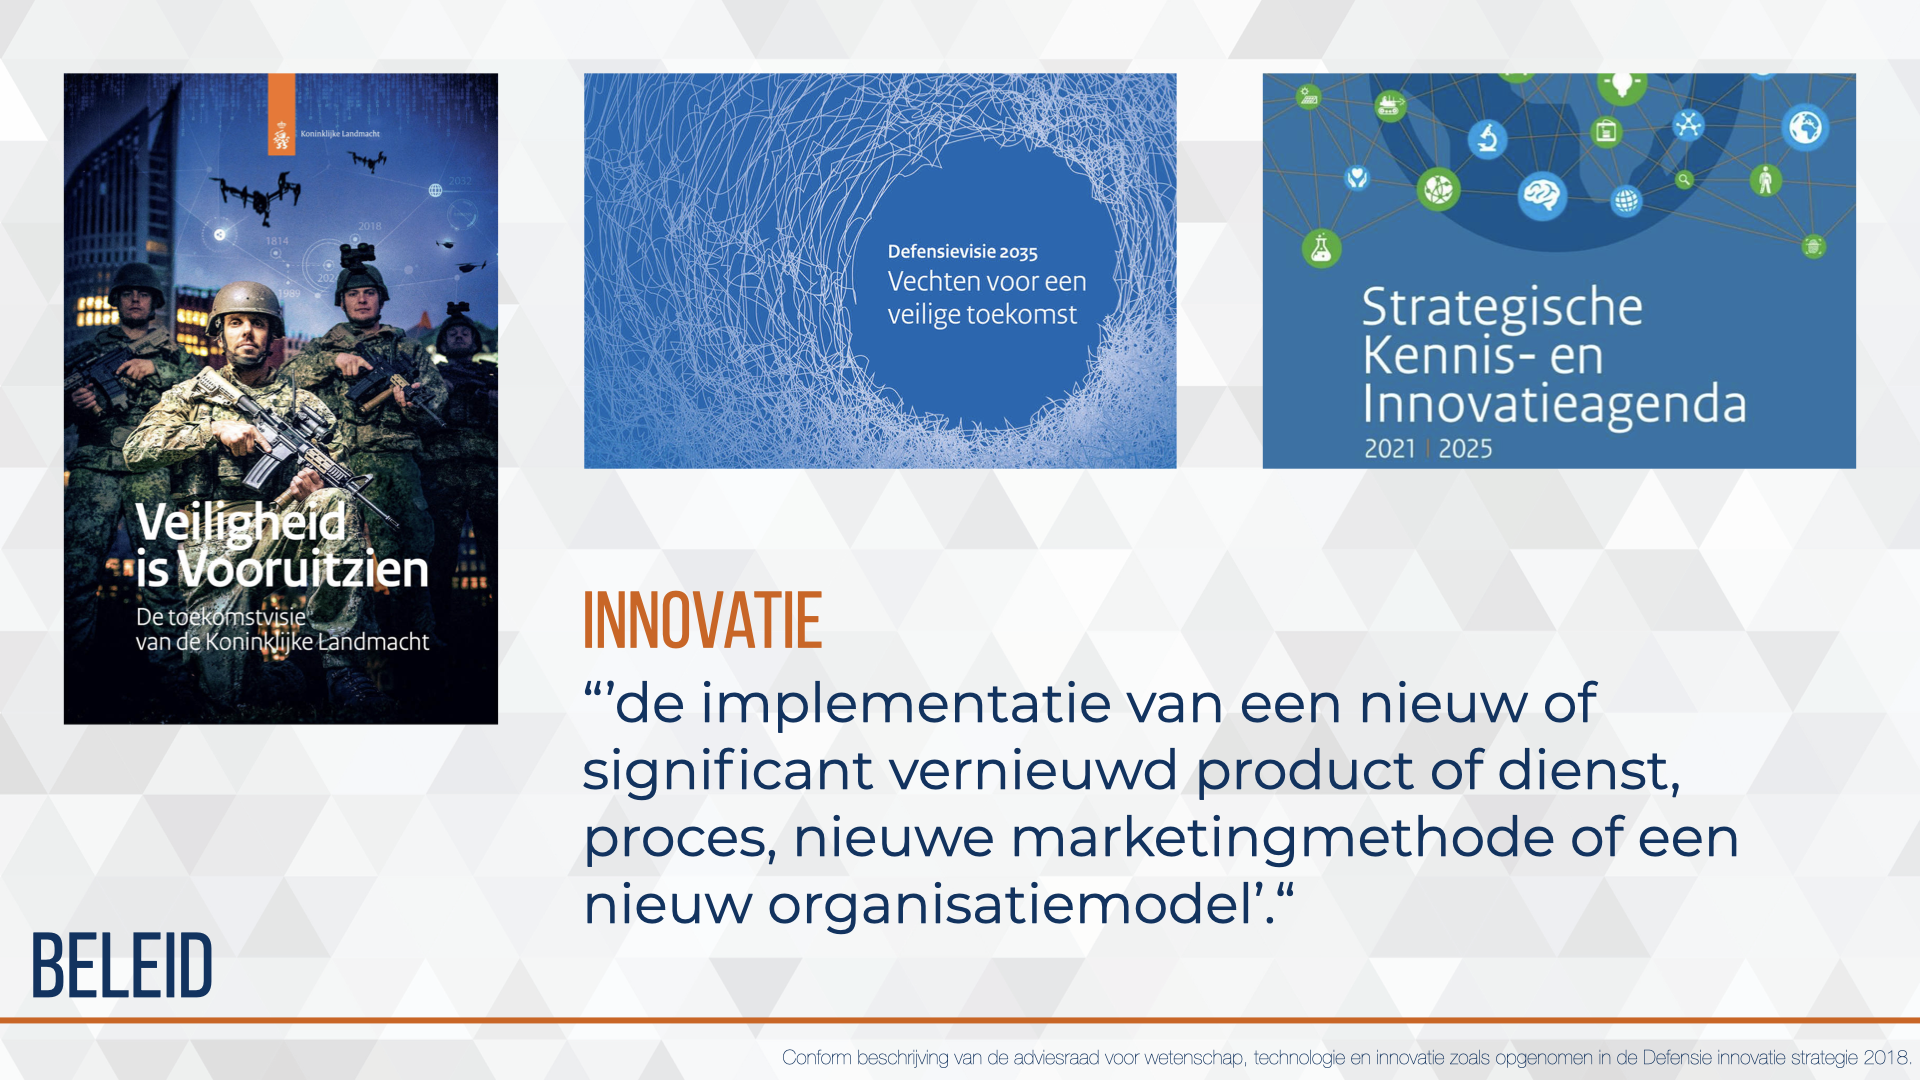 Koninklijke Landmacht
2032
2018
1814
202
1989
Veiligheid
is Vooruitzien
De toekomstvisie
van de Koninklijke Landmacht
Defensievisie 2035
Vechten voor een
veilige toekomst
Strategische
Kennis- en
Innovatieagenda
2021 | 2025
INNOVATIE
“’de implementatie van een nieuw of
significant vernieuwd product of dienst,
proces, nieuwe marketingmethode of een
nieuw organisatiemodel’.“
BELEID
Conform beschrijving van de adviesraad voor wetenschap, technologie en innovatie zoals opgenomen in de Defensie innovatie strategie 2018.